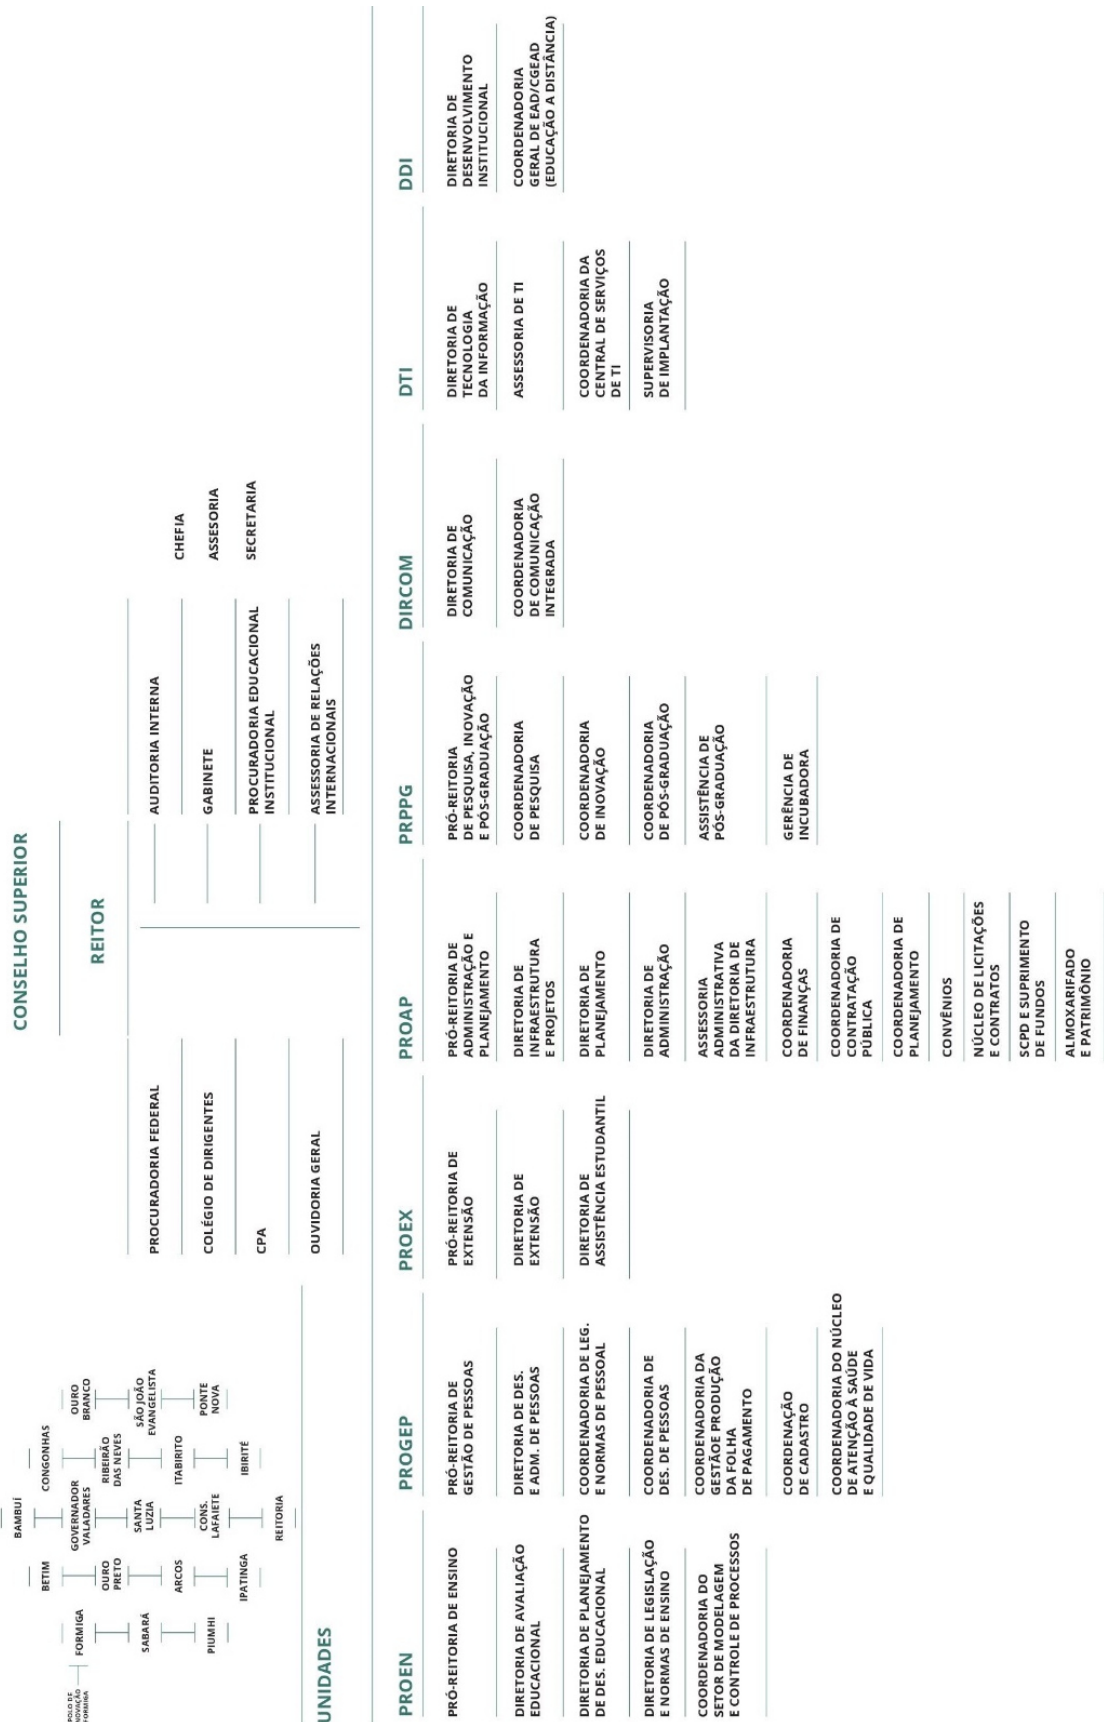 CONSELHO SUPERIOR
REITOR
PROCURADORIA FEDERAL
COLÉGIO DE DIRIGENTES
CPA
OUVIDORIA GERAL
AUDITORIA INTERNA
GABINETE
PROCURADORIA EDUCACIONAL
INSTITUCIONAL
ASSESSORIA DE RELAÇÕES
INTERNACIONAIS
CHEFIA
ASSESORIA
SECRETARIA
UNIDADES
POLO DE
INOVAÇÃO
FORMIGA
FORMIGA
SABARÁ
PIUMHI
BETIM
OURO
PRETO
ARCOS
IPATINGA
BAMBUÍ
GOVERNADOR
VALADARES
SANTA
LUZIA
CONS.
LAFAIETE
REITORIA
CONGONHAS
RIBEIRÃO
DAS NEVES
ITABIRITO
IBIRITÉ
OURO
BRANCO
SÃO JOÃO
EVANGELISTA
PONTE
NOVA
PROEN
PRÓ-REITORIA DE ENSINO
DIRETORIA DE AVALIAÇÃO
EDUCACIONAL
DIRETORIA DE PLANEJAMENTO
DE DES. EDUCACIONAL
DIRETORIA DE LEGISLAÇÃO
E NORMAS DE ENSINO
COORDENADORIA DO
SETOR DE MODELAGEM
E CONTROLE DE PROCESSOS
PROGEP
PRÓ-REITORIA DE
GESTÃO DE PESSOAS
DIRETORIA DE DES.
E ADM. DE PESSOAS
COORDENADORIA DE LEG.
E NORMAS DE PESSOAL
COORDENADORIA DE
DES. DE PESSOAS
COORDENADORIA DA
GESTÃOE PRODUÇÃO
DA FOLHA
DE PAGAMENTO
COORDENAÇÃO
DE CADASTRO
COORDENADORIA DO NÚCLEO
DE ATENÇÃO À SAÚDE
E QUALIDADE DE VIDA
PROEX
PRÓ-REITORIA DE
EXTENSÃO
DIRETORIA DE
EXTENSÃO
DIRETORIA DE
ASSISTÊNCIA ESTUDANTIL
PROAP
PRÓ-REITORIA DE
ADMINISTRAÇÃO E
PLANEJAMENTO
DIRETORIA DE
INFRAESTRUTURA
E PROJETOS
DIRETORIA DE
PLANEJAMENTO
DIRETORIA DE
ADMINISTRAÇÃO
ASSESSORIA
ADMINISTRATIVA
DA DIRETORIA DE
INFRAESTRUTURA
COORDENADORIA
DE FINANÇAS
COORDENADORIA DE
CONTRATAÇÃO
PÚBLICA
COORDENADORIA DE
PLANEJAMENTO
CONVÊNIOS
NÚCLEO DE LICITAÇÕES
E CONTRATOS
SCPD E SUPRIMENTO
DE FUNDOS
ALMOXARIFADO
E PATRIMÔNIO
PRPPG
PRÓ-REITORIA
DE PESQUISA, INOVAÇÃO
E PÓS-GRADUAÇÃO
COORDENADORIA
DE PESQUISA
COORDENADORIA
DE INOVAÇÃO
COORDENADORIA
DE PÓS-GRADUAÇÃO
ASSISTÊNCIA DE
PÓS-GRADUAÇÃO
GERÊNCIA DE
INCUBADORA
DIRCOM
DIRETORIA DE
COMUNICAÇÃO
COORDENADORIA
DE COMUNICAÇÃO
INTEGRADA
DTI
DIRETORIA DE
TECNOLOGIA
DA INFORMAÇÃO
ASSESSORIA DE TI
COORDENADORIA DA
CENTRAL DE SERVIÇOS
DE TI
SUPERVISORIA
DE IMPLANTAÇÃO
DDI
DIRETORIA DE
DESENVOLVIMENTO
INSTITUCIONAL
COORDENADORIA
GERAL DE EAD/CGEAD
(EDUCAÇÃO A DISTÂNCIA)